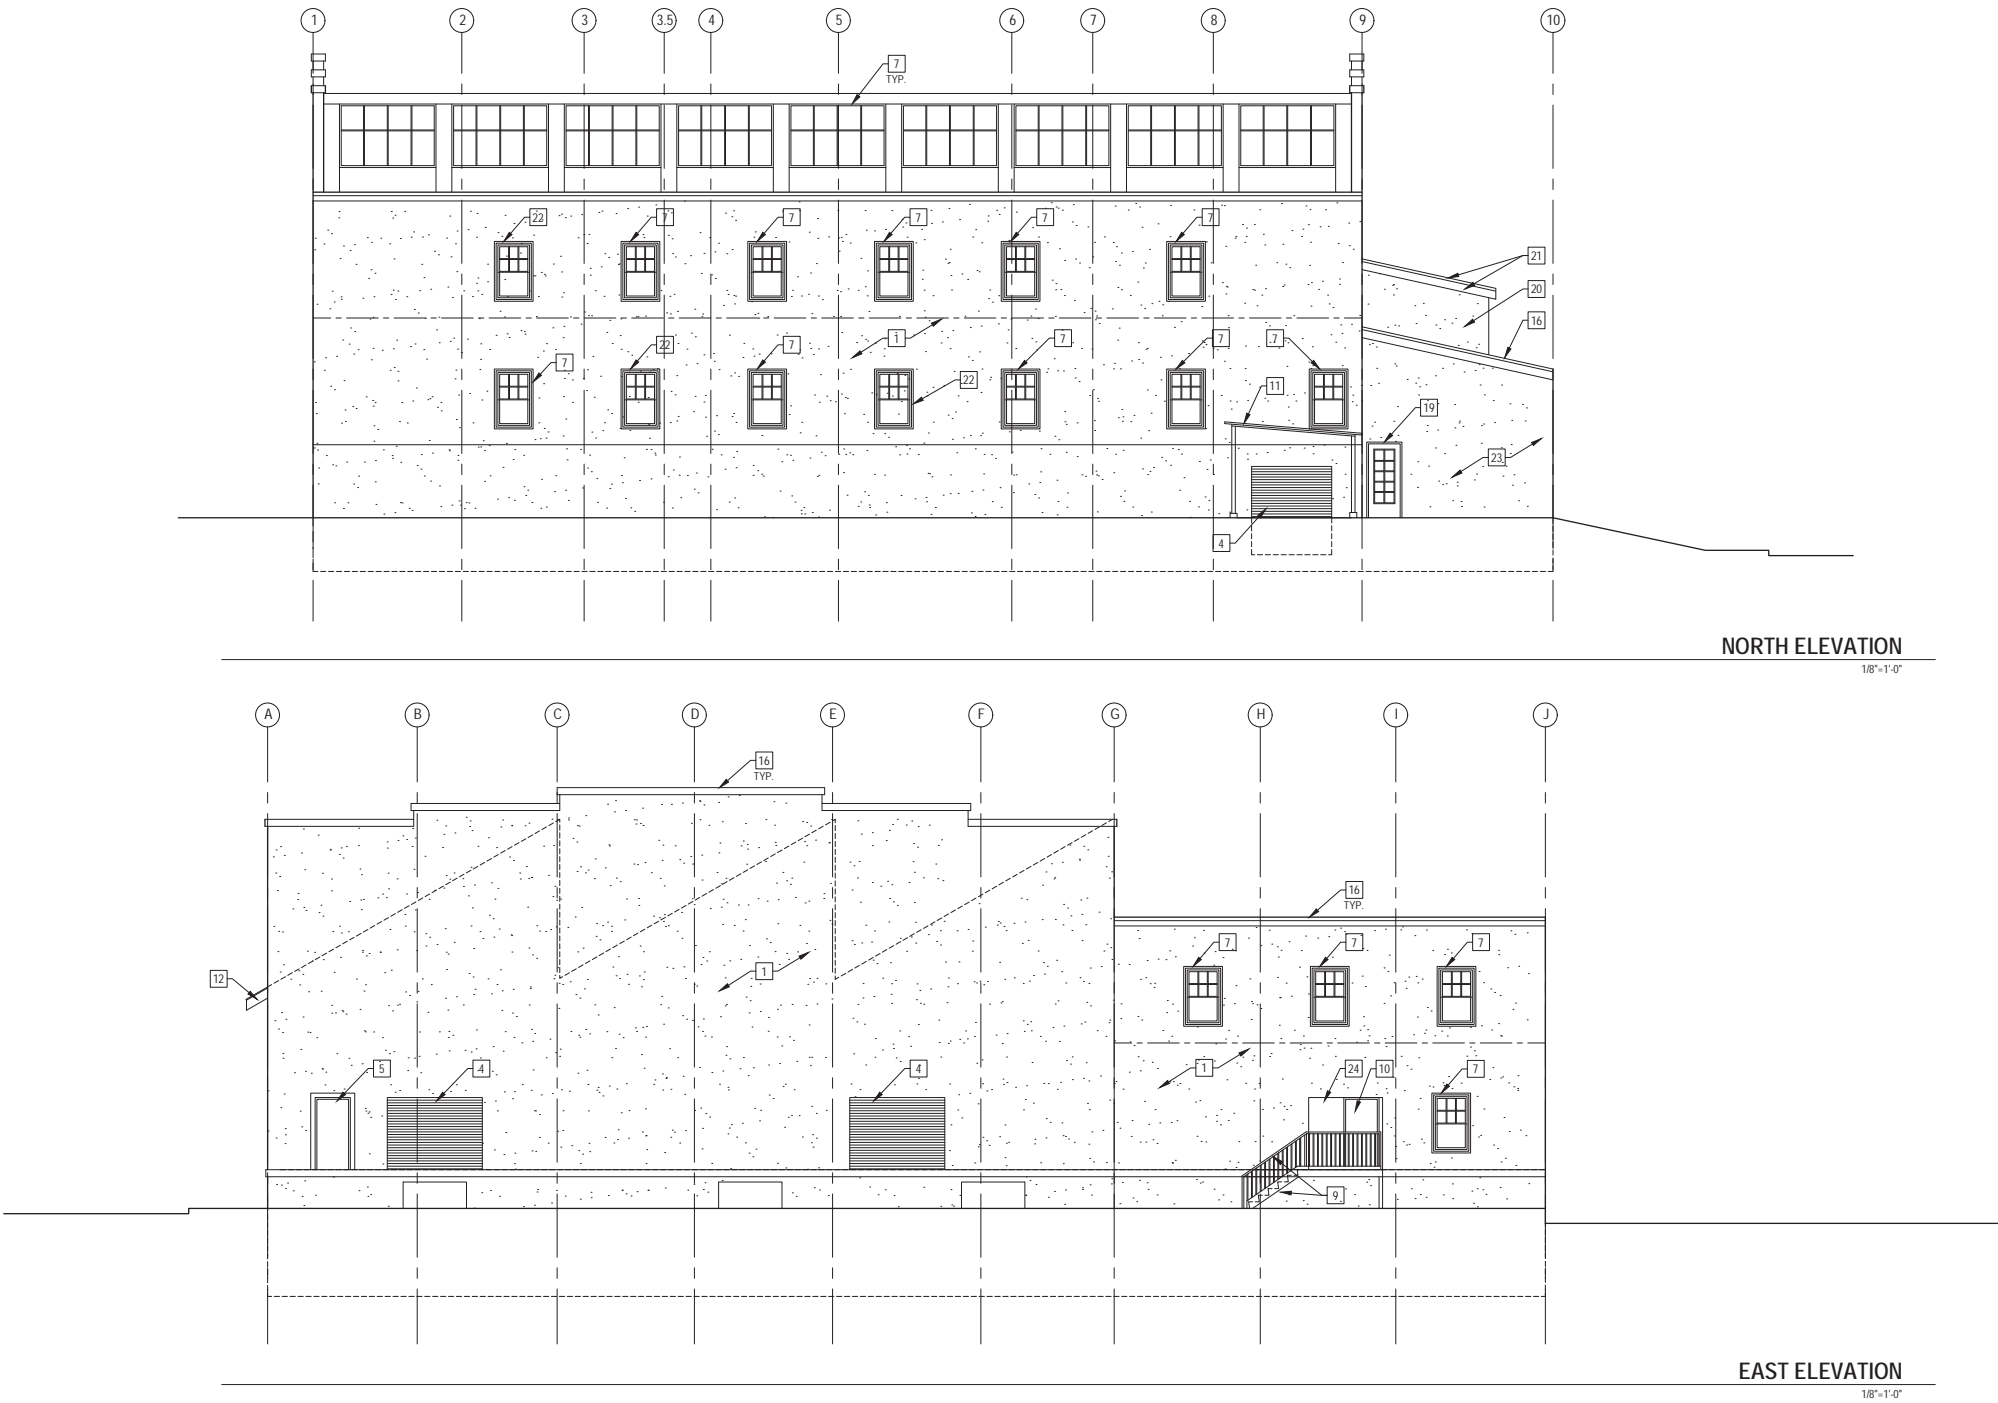 1 2 3 3.5 4 5 6 7 8 9 10
7
TYP.
22 7 7 7 7 7
21
20
16
1
7 22 7 22 7 7 7
11
19
23
4
NORTH ELEVATION
1/8"=1'-0"
A B C D E F G H I J
16
TYP.
16
TYP.
7 7 7
12
1
5 4 4 1 24 10 7
9
EAST ELEVATION
1/8"=1'-0"